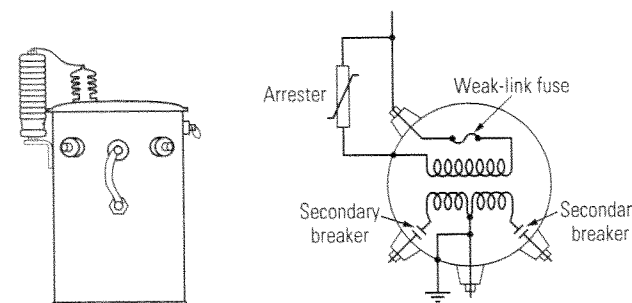 Arrester
Weak-link fuse
Secondary
breaker
Secondar
breaker